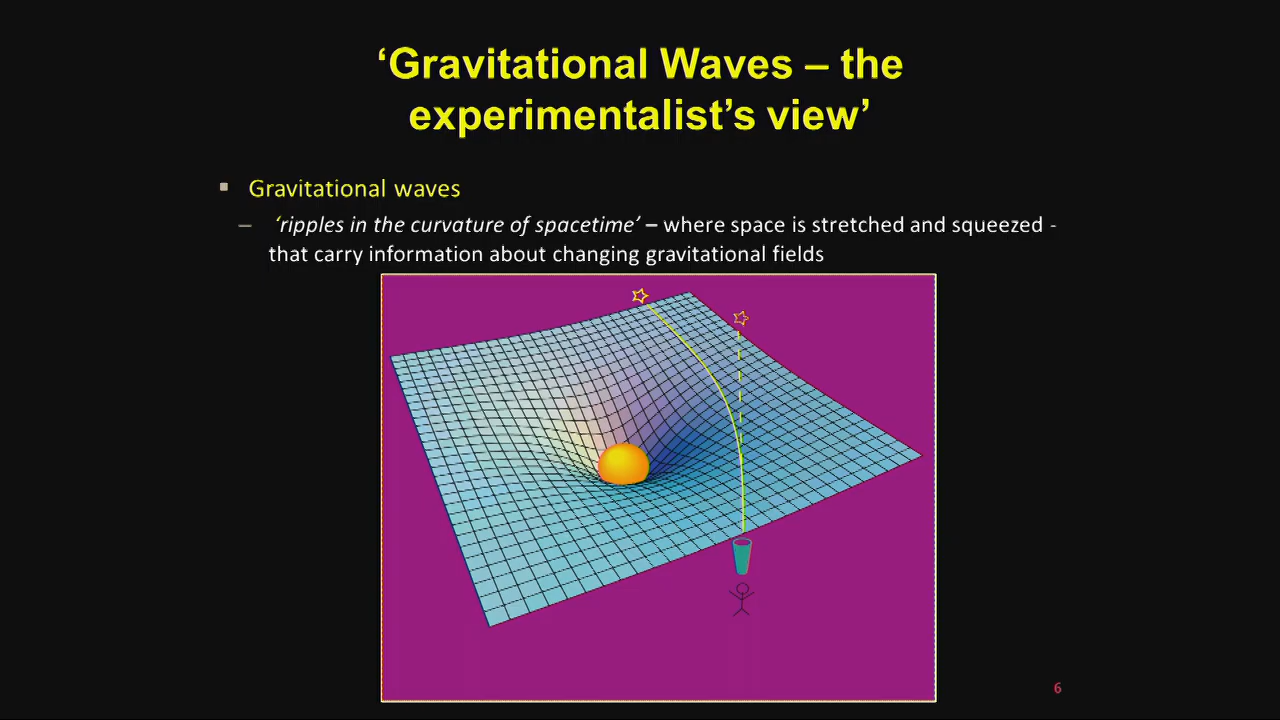 ‘Gravitational Waves – the
experimentalist’s view’
▪ Gravitational waves
– ‘ripples in the curvature of spacetime’ – where space is stretched and squeezed -
that carry information about changing gravitational fields
6